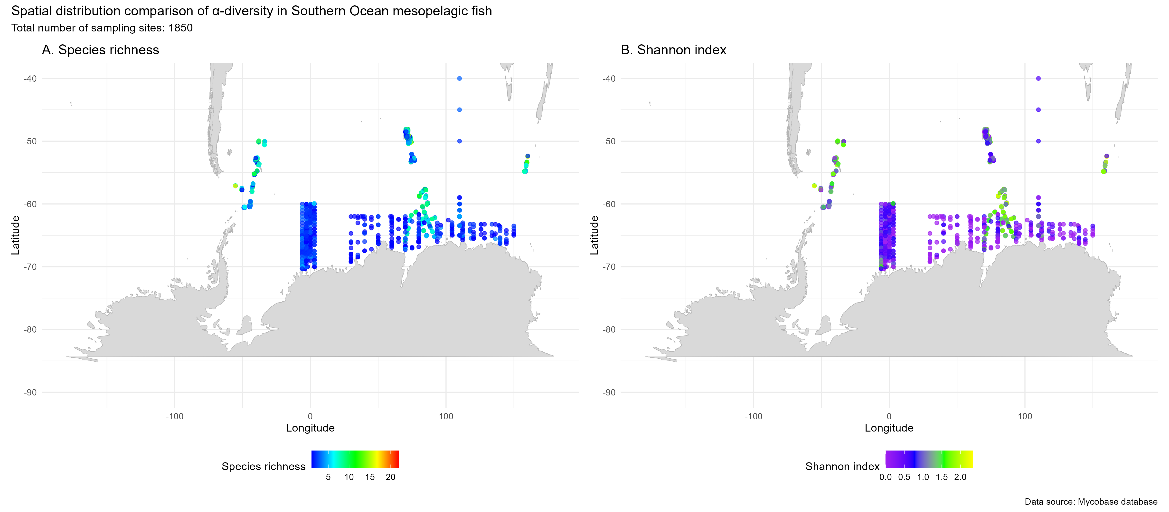 Spatial distribution comparison of α-diversity in Southern Ocean mesopelagic fish
Total number of sampling sites: 1850
A. Species richness
-40
-50
-60
-70
-80
-90
Latitude
-100
0
100
Longitude
Species richness
5
10
15
20
B. Shannon index
-40
-50
-60
-70
-80
-90
Latitude
-100
0
100
Longitude
Shannon index
0.0
0.5
1.0
1.5
2.0
Data source: Mycobase database